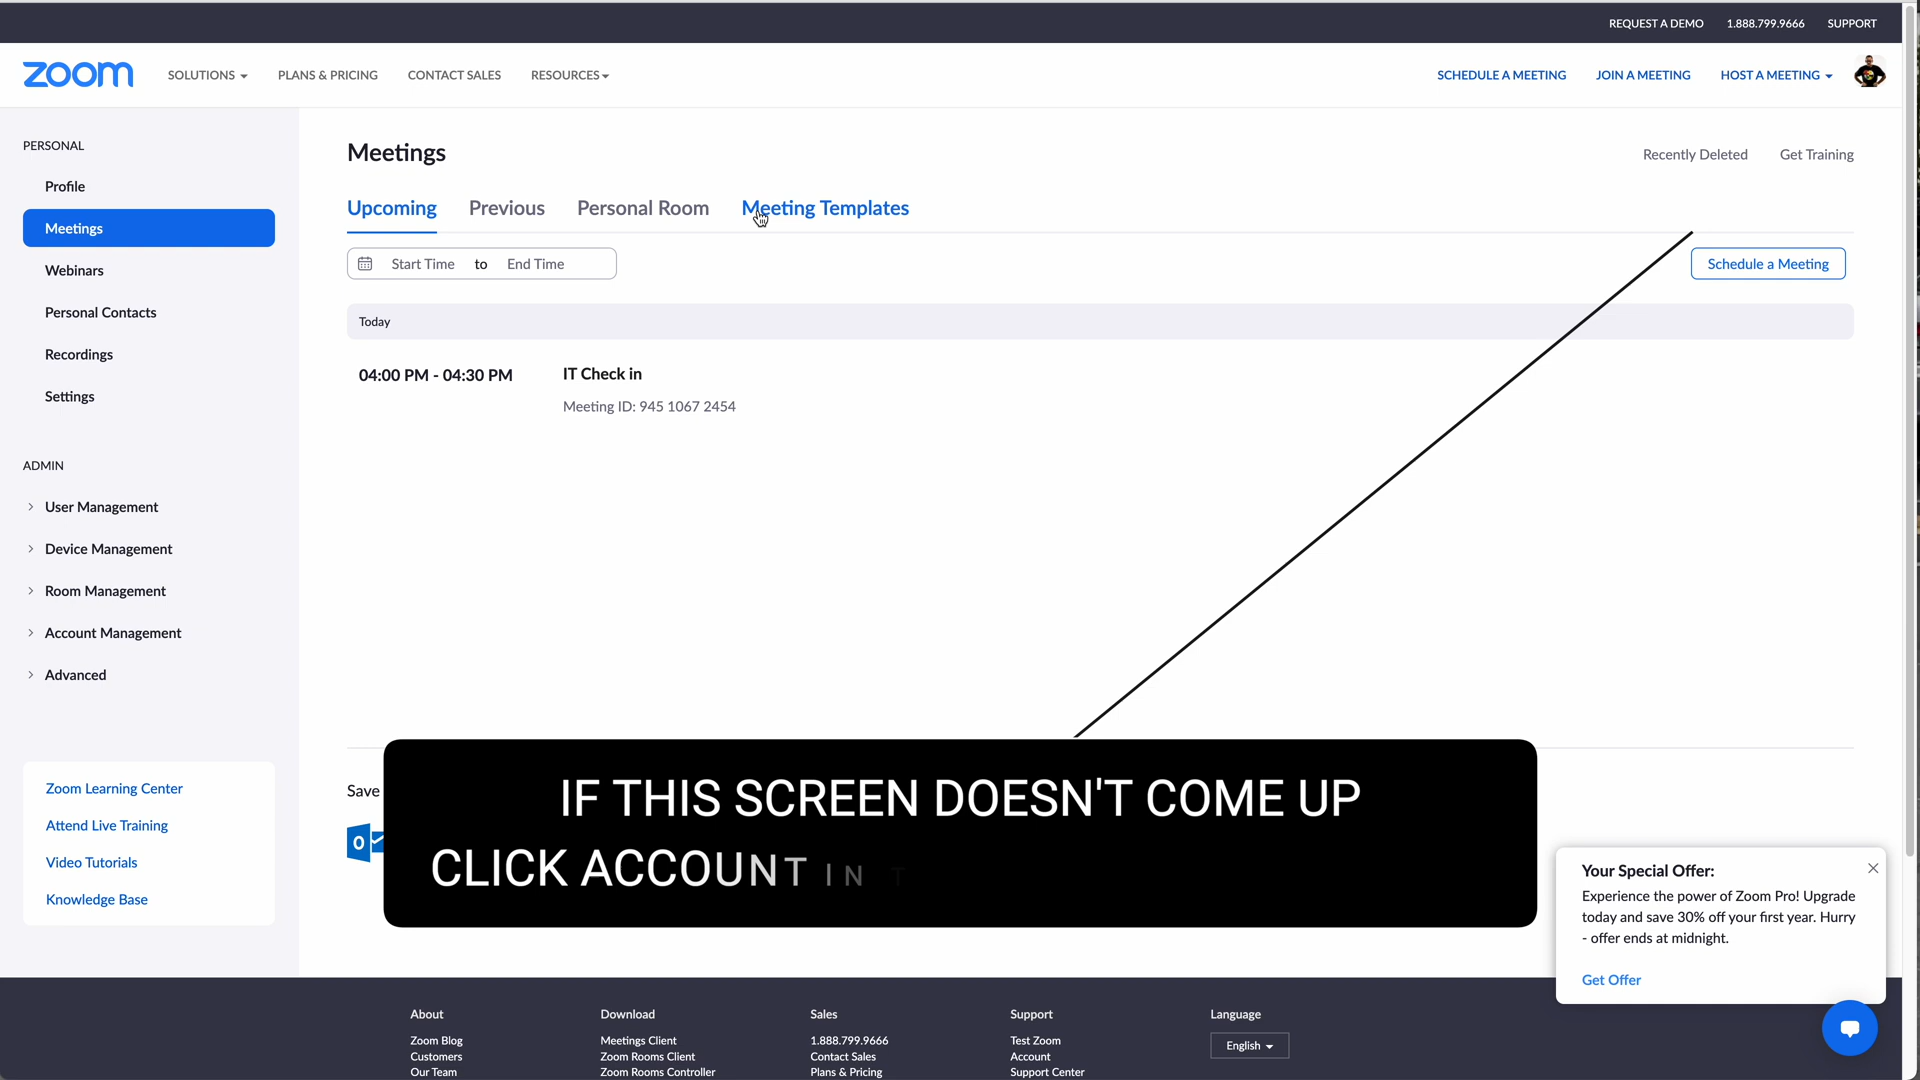 REQUEST A DEMO 1.888.799.9666 SUPPORT
zoom SOLUTIONS PLANS & PRICING CONTACT SALES RESOURCES SCHEDULE A MEETING JOIN A MEETING HOST A MEETING
PERSONAL
Profile
Meetings
Webinars
Personal Contacts
Recordings
Settings
ADMIN
User Management
Device Management
Room Management
Account Management
Advanced
Zoom Learning Center
Attend Live Training
Video Tutorials
Knowledge Base
Meetings
Recently Deleted Get Training
Upcoming Previous Personal Room Meeting Templates
Start Time to End Time
Schedule a Meeting
Today
04:00 PM - 04:30 PM IT Check in
Meeting ID: 945 1067 2454
Save
IF THIS SCREEN DOESN'T COME UP
CLICK ACCOUNT IN T
Your Special Offer:
Experience the power of Zoom Pro! Upgrade
today and save 30% off your first year. Hurry
- offer ends at midnight.
Get Offer
About
Zoom Blog
Customers
Our Team
Download
Meetings Client
Zoom Rooms Client
Zoom Rooms Controller
Sales
1.888.799.9666
Contact Sales
Plans & Pricing
Support
Test Zoom
Account
Support Center
Language
English